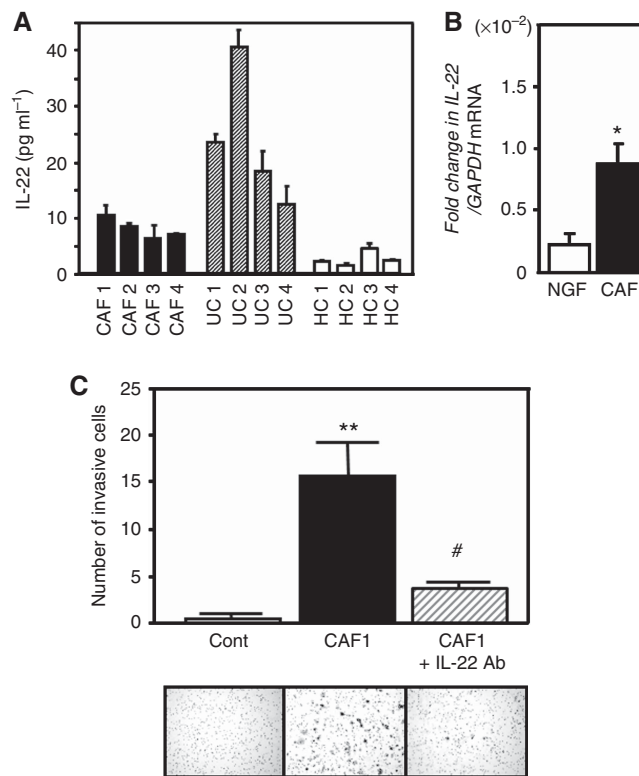 A
IL-22 (pg ml–1)
40
30
20
10
0
CAF 1
CAF 2
CAF 3
CAF 4
UC 1
UC 2
UC 3
UC 4
HC 1
HC 2
HC 3
HC 4
B
(×10–2)
Fold change in IL-22
/GAPDH mRNA
1.5
1.0
0.5
0
*
NGF
CAF
C
Number of invasive cells
25
20
15
10
5
0
**
#
Cont
CAF1
CAF1
+ IL-22 Ab